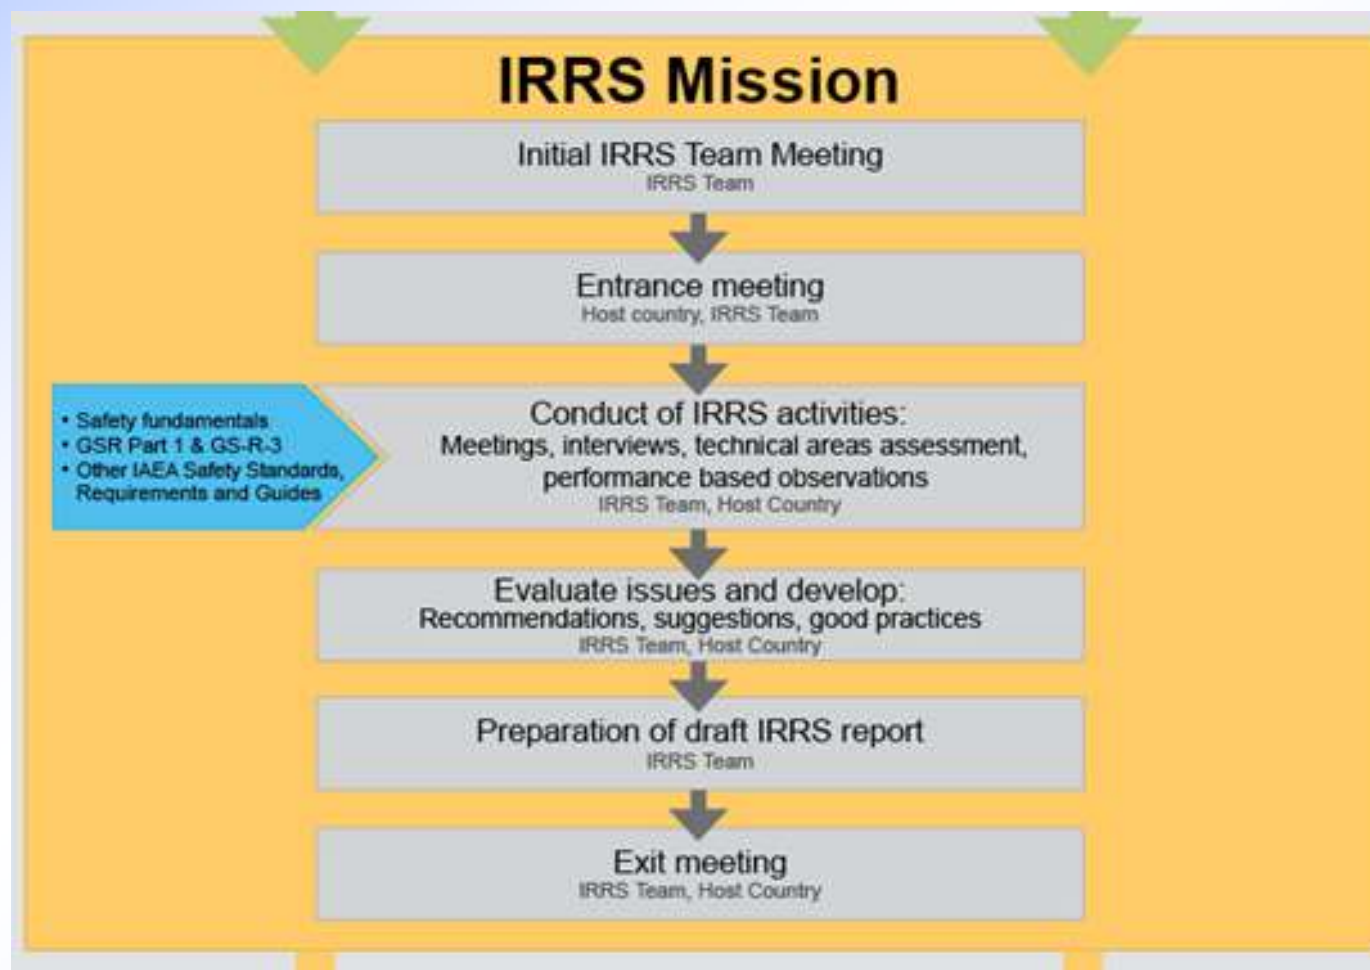 IRRS Mission
Initial IRRS Team Meeting
IRRS Team
Entrance meeting
Host country, IRRS Team
• Safety fundamentals
• GSR Part 1 & GS-R-3
• Other IAEA Safety Standards,
Requirements and Guides
Conduct of IRRS activities:
Meetings, interviews, technical areas assessment,
performance based observations
IRRS Team, Host Country
Evaluate issues and develop:
Recommendations, suggestions, good practices
IRRS Team, Host Country
Preparation of draft IRRS report
IRRS Team
Exit meeting
IRRS Team, Host Country